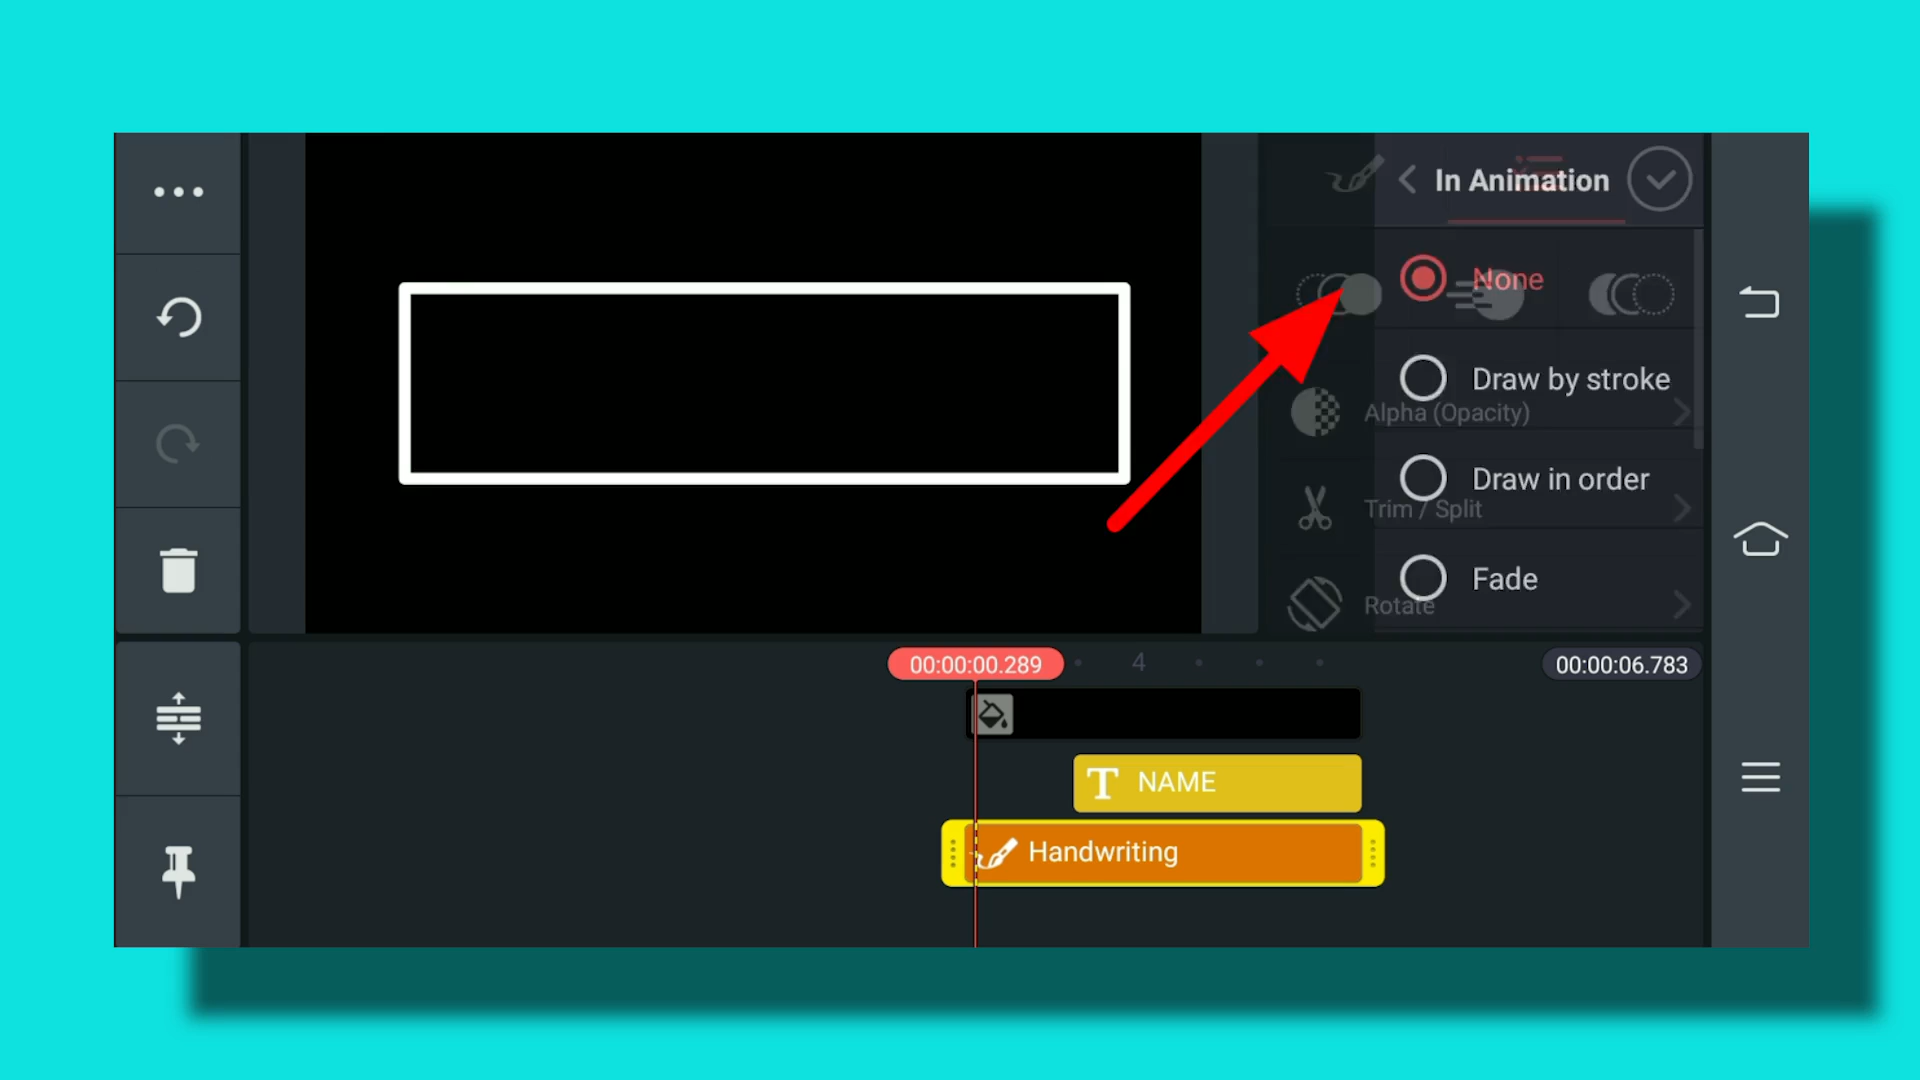 In Animation
None
Draw by stroke
Alpha (Opacity)
Draw in order
Trim / Split
Fade
Rotate
00:00:00.289
4
00:00:06.783
T NAME
Handwriting